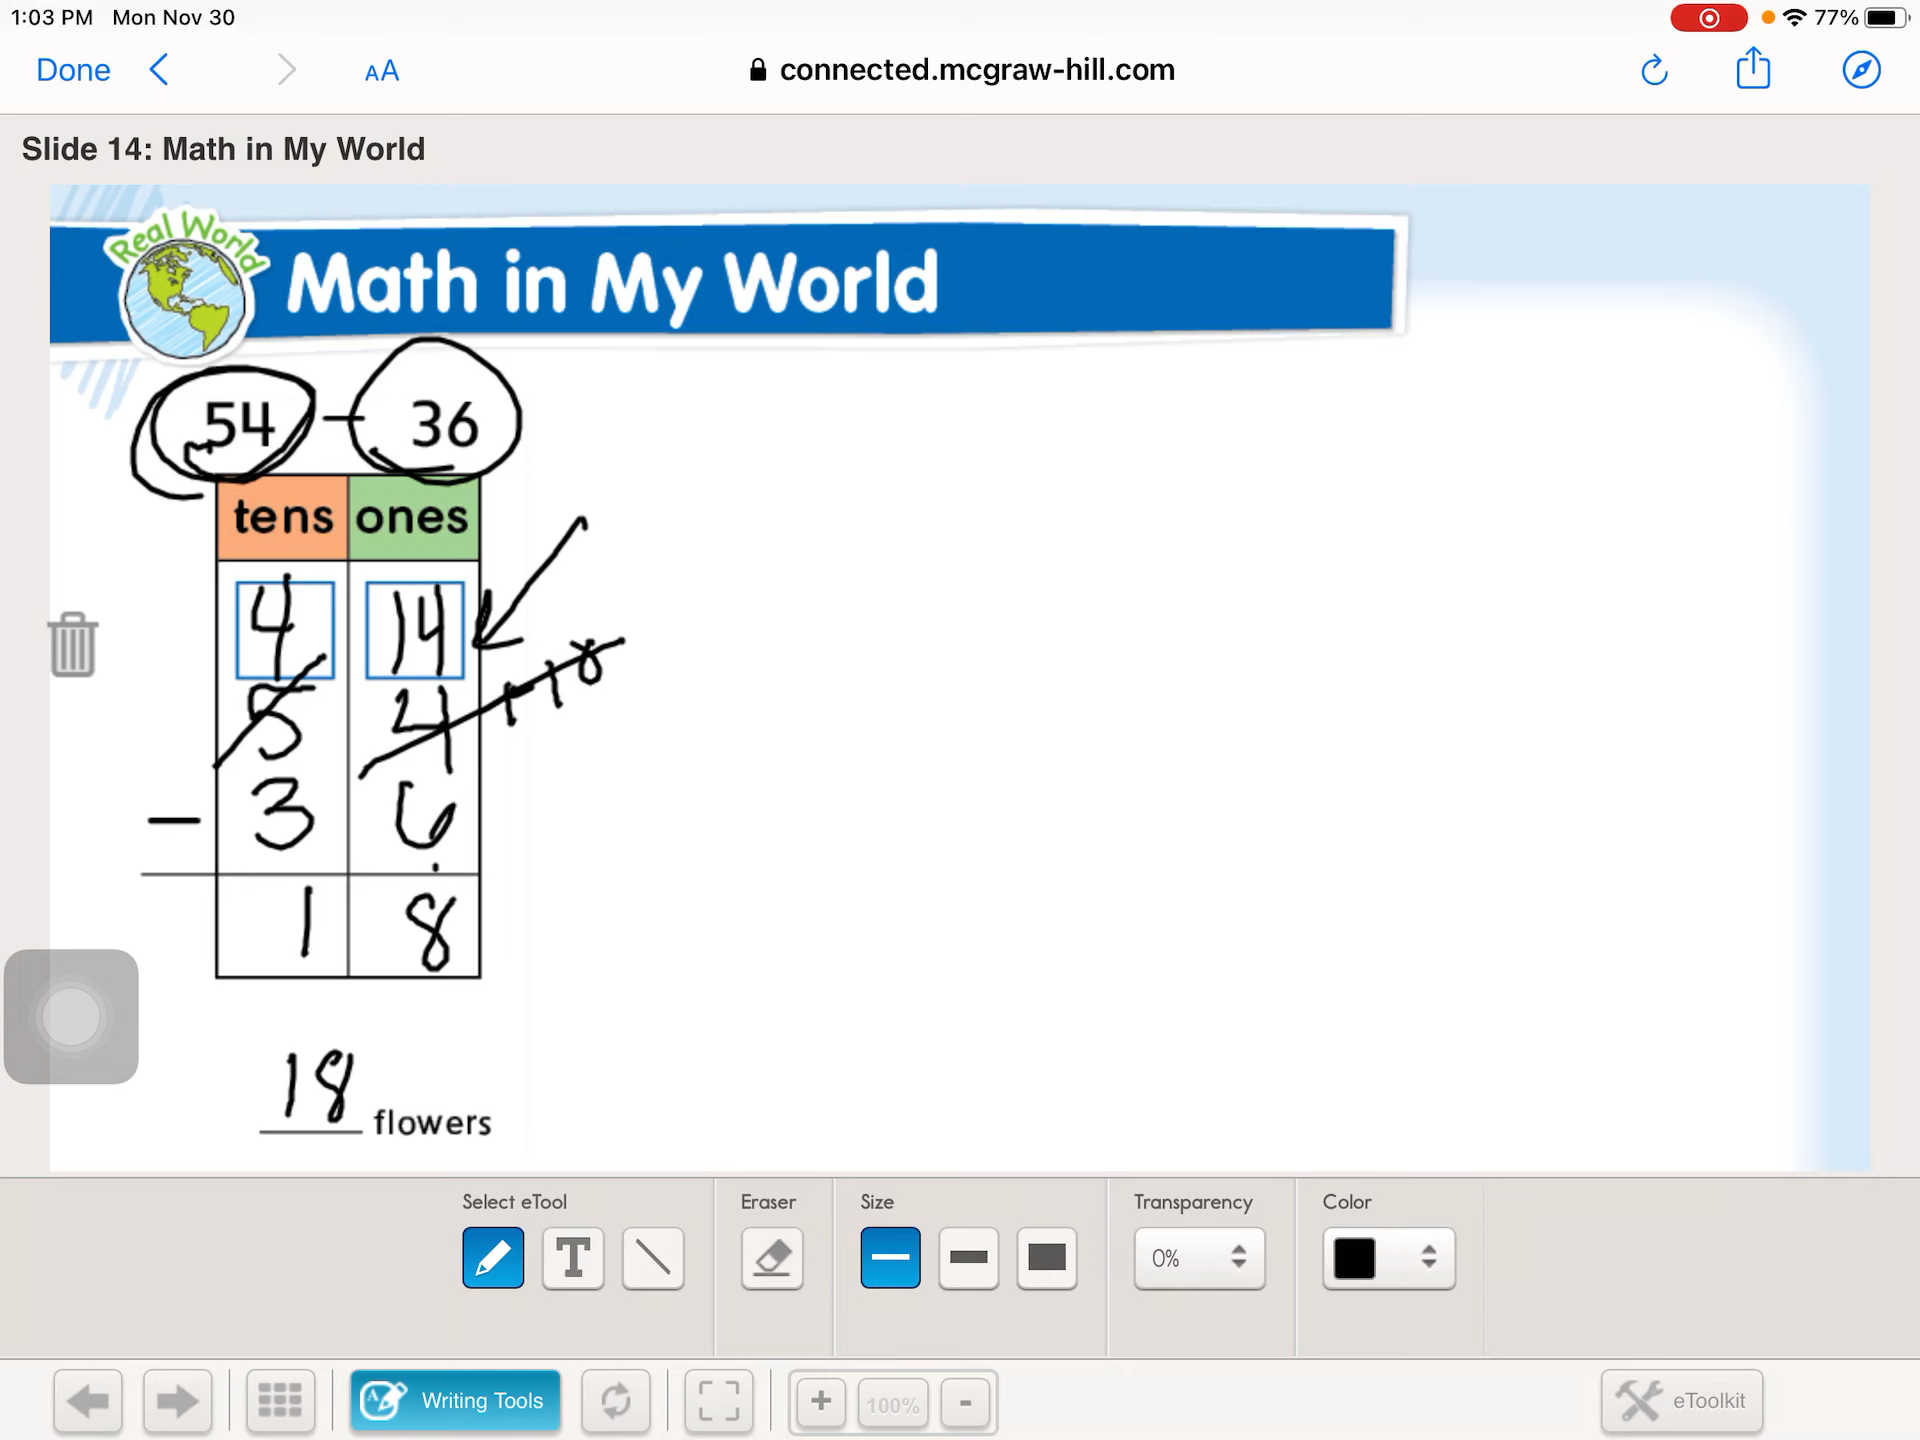 1:03 PM Mon Nov 30 77%
Done AA connected.mcgraw-hill.com
Slide 14: Math in My World
Real World
Math in My World
54 - 36
tens ones
4 14
5 4 + 10
- 3 6
1 8
18 flowers
Select eTool Eraser Size Transparency Color
T 0%
Writing Tools + 100% - eToolkit